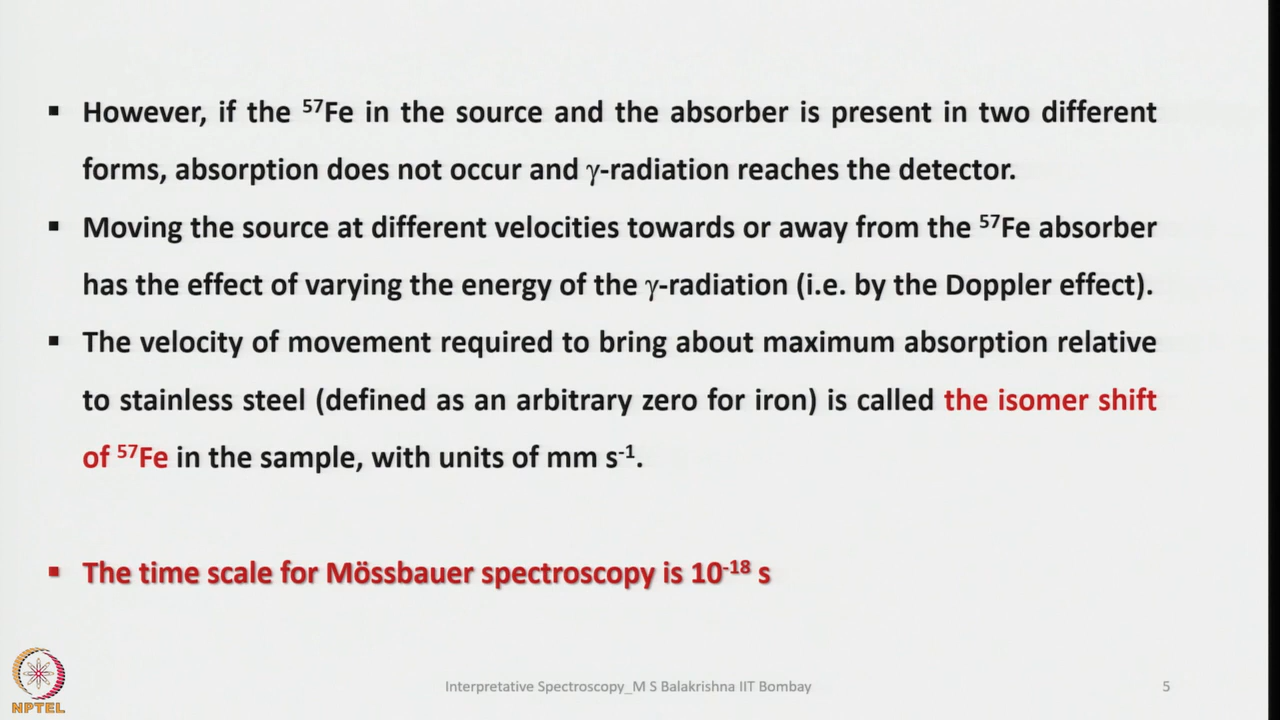 ▪ However, if the ⁵⁷Fe in the source and the absorber is present in two different
forms, absorption does not occur and γ-radiation reaches the detector.
▪ Moving the source at different velocities towards or away from the ⁵⁷Fe absorber
has the effect of varying the energy of the γ-radiation (i.e. by the Doppler effect).
▪ The velocity of movement required to bring about maximum absorption relative
to stainless steel (defined as an arbitrary zero for iron) is called the isomer shift
of ⁵⁷Fe in the sample, with units of mm s⁻¹.
▪ The time scale for Mössbauer spectroscopy is 10⁻¹⁸ s
NPTEL
Interpretative Spectroscopy_M S Balakrishna IIT Bombay
5